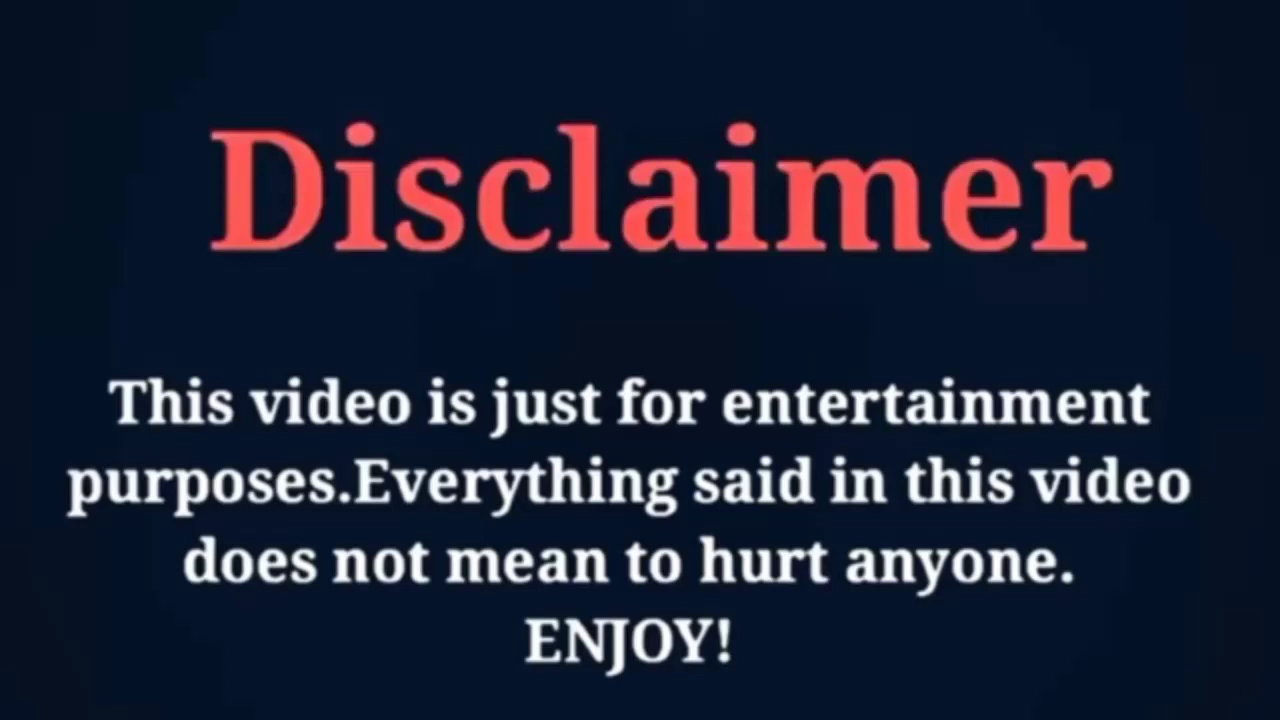 Disclaimer
This video is just for entertainment
purposes.Everything said in this video
does not mean to hurt anyone.
ENJOY!